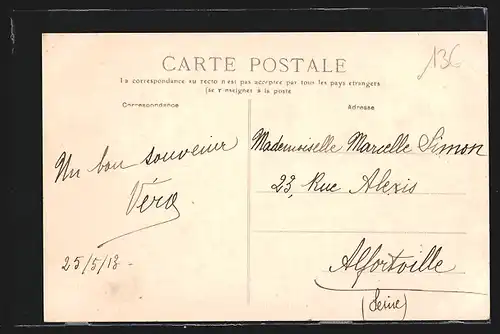 CARTE POSTALE
13€
La correspondance au recto n'est pas acceptée par tous les pays étrangers
(se renseigner à la poste
Correspondance
Adresse
Un bon souvenir
Véra
25/5/18 -
Mademoiselle Marcelle Simon
23, Rue Alexis
Alfortville
(Seine)